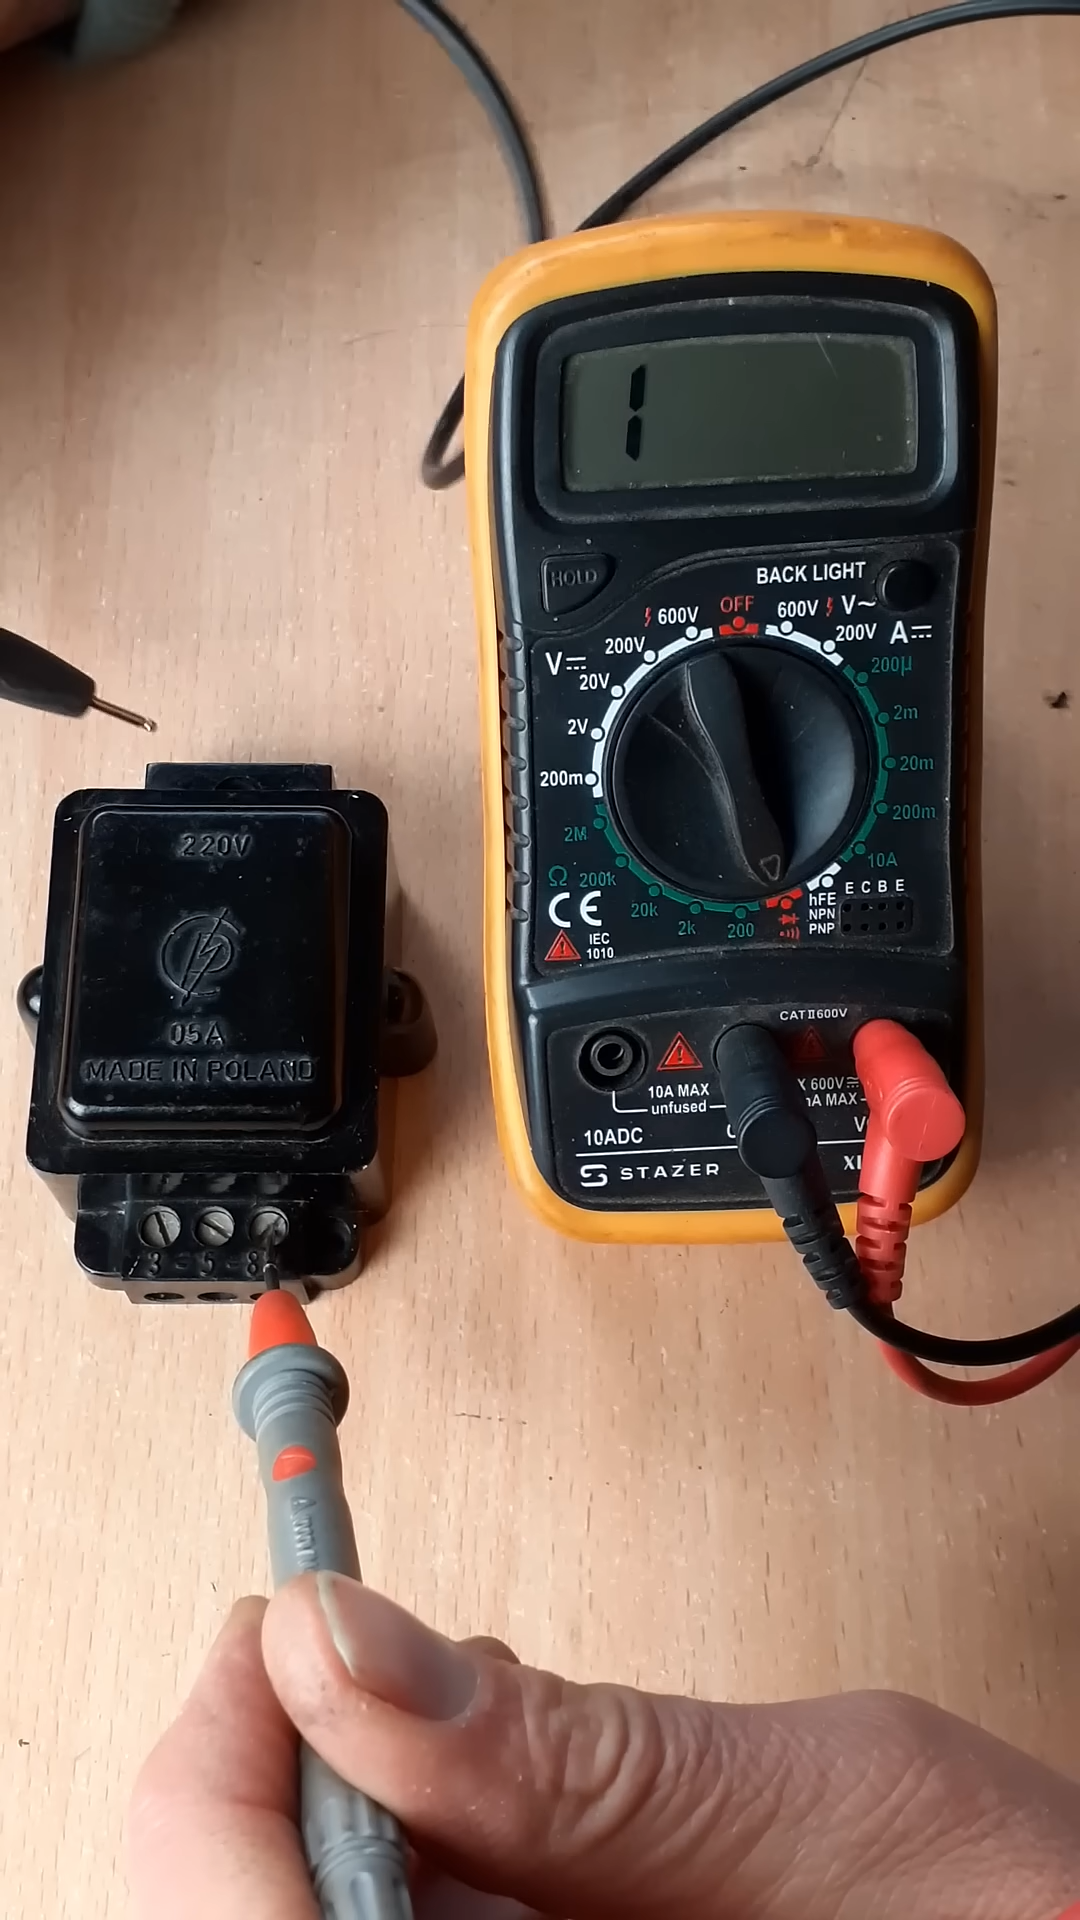 1
HOLD
BACK LIGHT
OFF
600V
600V V~
200V
200V A
V
20V
200µ
2V
2m
200m
20m
2M
200m
Ω 200k
10A
20k
2k
200
hFE
NPN
PNP
E C B E
CE
IEC
1010
CAT II 600V
10A MAX
unfused
X 600V
A MAX
10ADC
STAZER
220V
05A
MADE IN POLAND
3 - 5 - 8